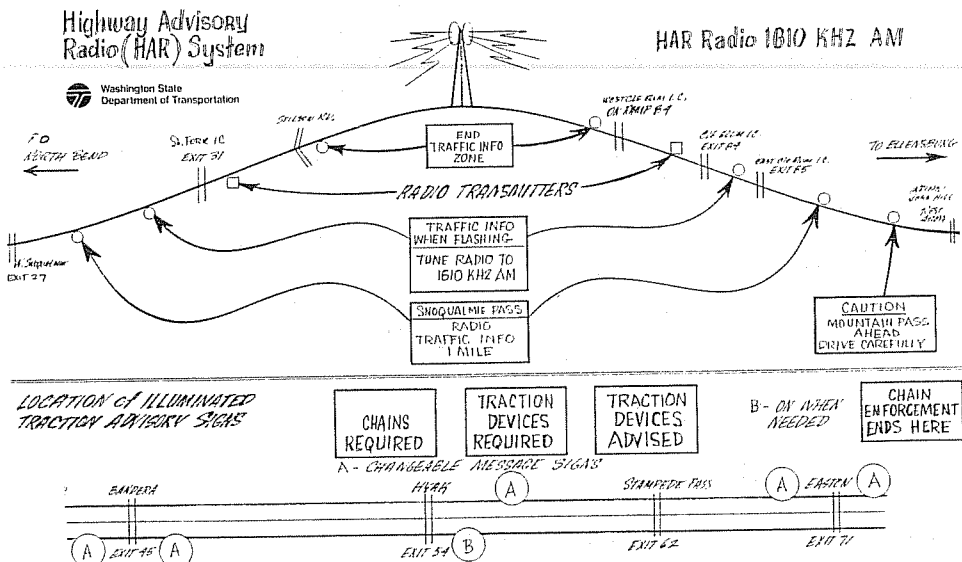 Highway Advisory
Radio (HAR) System
HAR Radio 1610 KHZ AM
Washington State
Department of Transportation
TO
NORTH BEND
EXIT 31
END
TRAFFIC INFO
ZONE
ON RAMP 84
EXIT 84
EXIT 85
TO ELLENSBURG
RADIO TRANSMITTERS
EXIT 27
TRAFFIC INFO
WHEN FLASHING
TUNE RADIO TO
1610 KHZ AM
SNOQUALMIE PASS
RADIO
TRAFFIC INFO
1 MILE
CAUTION
MOUNTAIN PASS
AHEAD
DRIVE CAREFULLY
LOCATION of ILLUMINATED
TRACTION ADVISORY SIGNS
CHAINS
REQUIRED
TRACTION
DEVICES
REQUIRED
TRACTION
DEVICES
ADVISED
B - ON WHEN
NEEDED
CHAIN
ENFORCEMENT
ENDS HERE
A - CHANGEABLE MESSAGE SIGNS
BANDERA
HYAK
A
STAMPEDE PASS
A
EASTON
A
A
EXIT 45
A
EXIT 54
B
EXIT 62
EXIT 71